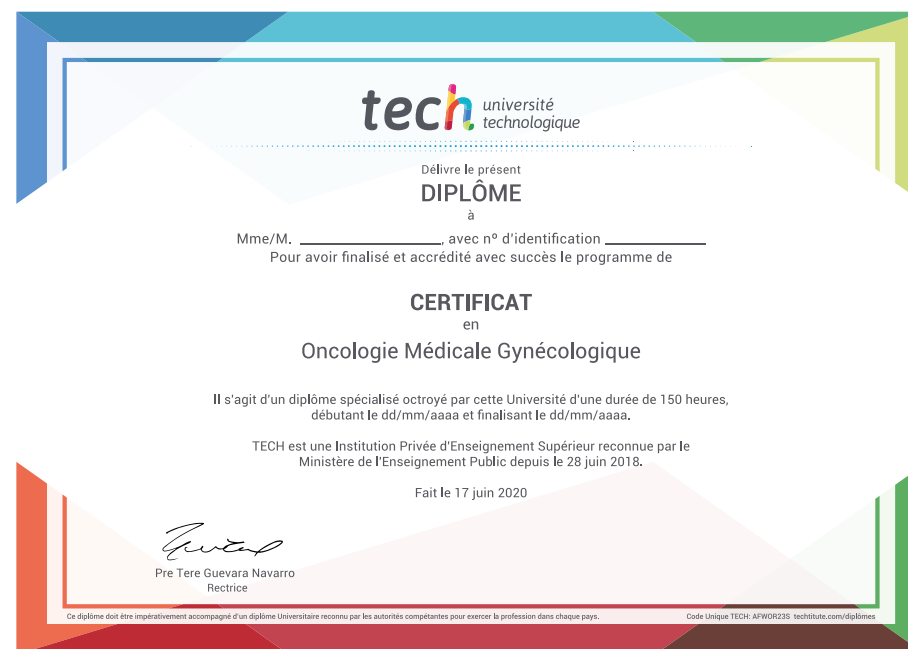 tech université
technologique
Délivre le présent
DIPLÔME
à
Mme/M. ____________________, avec nº d'identification ______________
Pour avoir finalisé et accrédité avec succès le programme de
CERTIFICAT
en
Oncologie Médicale Gynécologique
Il s'agit d'un diplôme spécialisé octroyé par cette Université d'une durée de 150 heures,
débutant le dd/mm/aaaa et finalisant le dd/mm/aaaa.
TECH est une Institution Privée d'Enseignement Supérieur reconnue par le
Ministère de l'Enseignement Public depuis le 28 juin 2018.
Fait le 17 juin 2020
Pre Tere Guevara Navarro
Rectrice
Ce diplôme doit être impérativement accompagné d'un diplôme Universitaire reconnu par les autorités compétantes pour exercer la profession dans chaque pays.
Code Unique TECH: AFWOR23S techtitute.com/diplômes